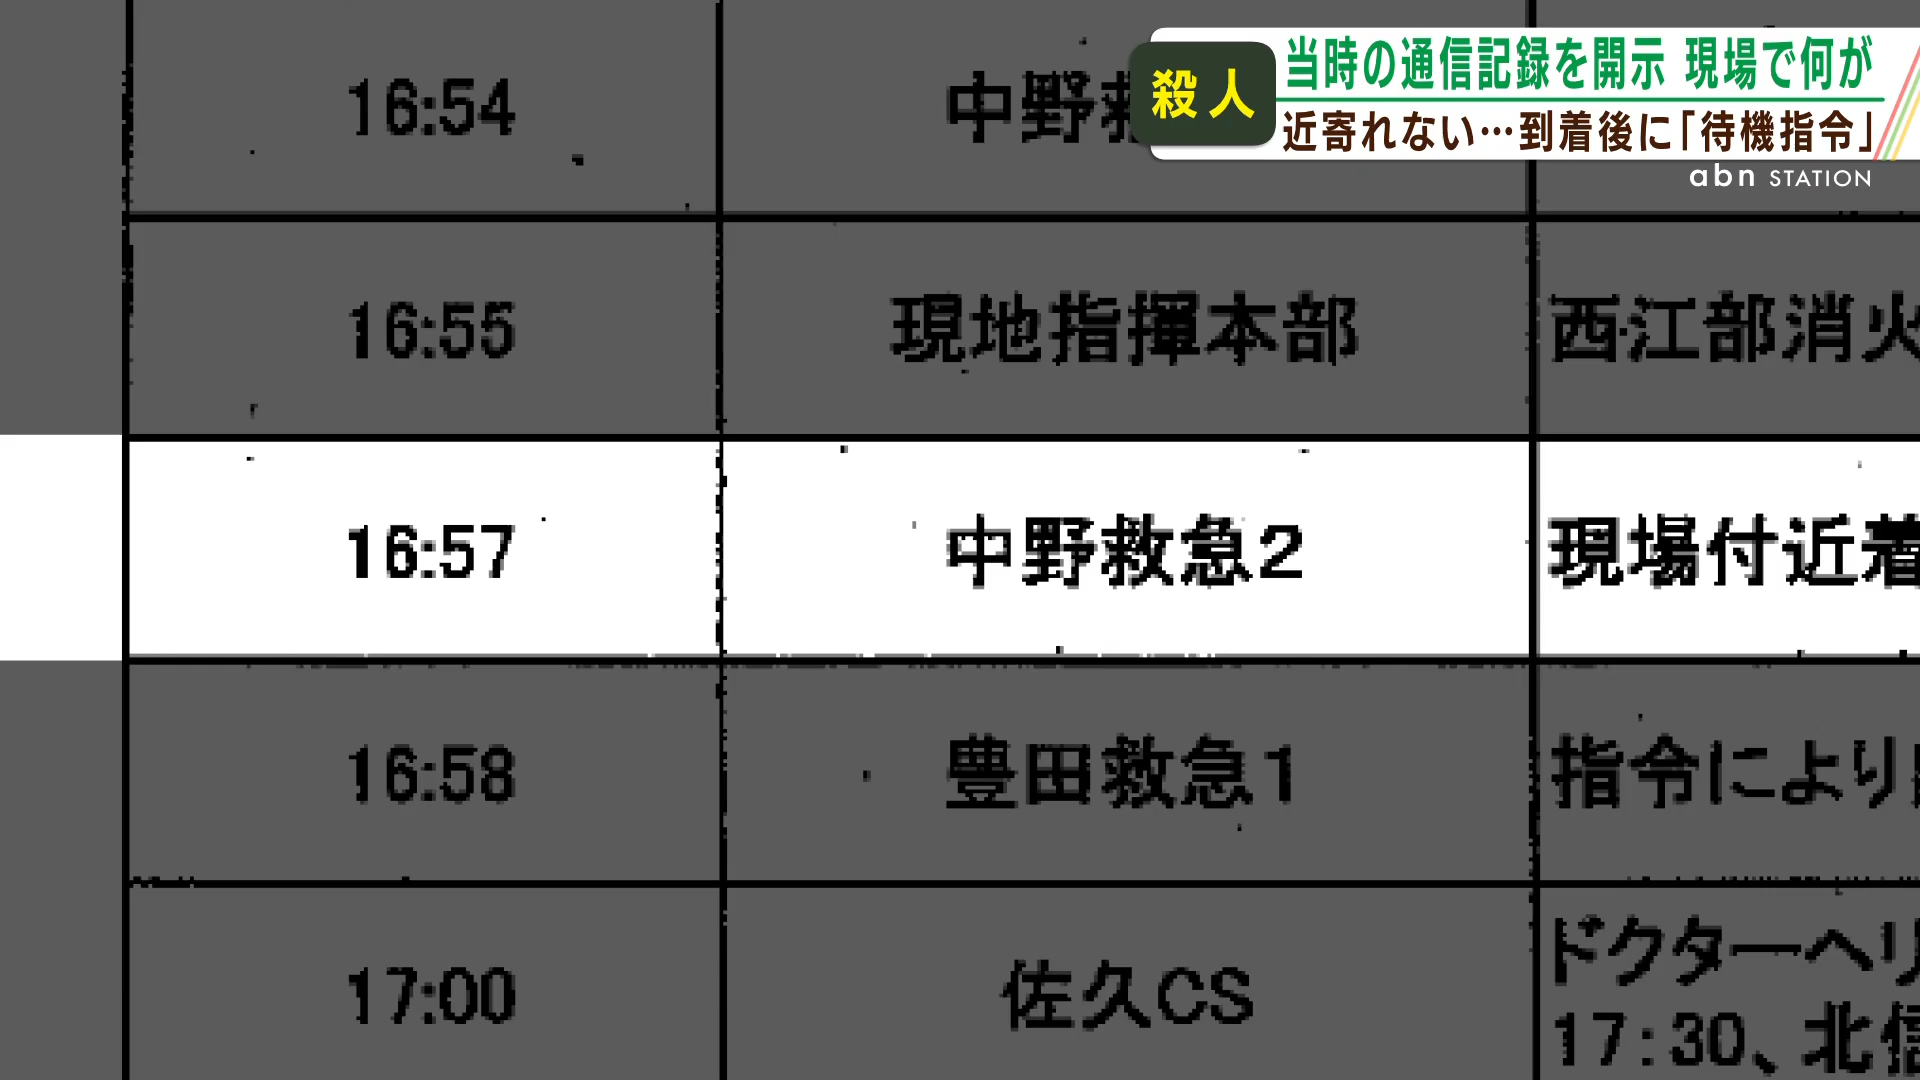 当時の通信記録を開示 現場で何が
殺人
近寄れない…到着後に「待機指令」
abn STATION
16:54 中野救
16:55 現地指揮本部 西江部消火
16:57 中野救急2 現場付近着
16:58 豊田救急1 指令により
17:00 佐久CS ドクターヘリ
17:30、北信